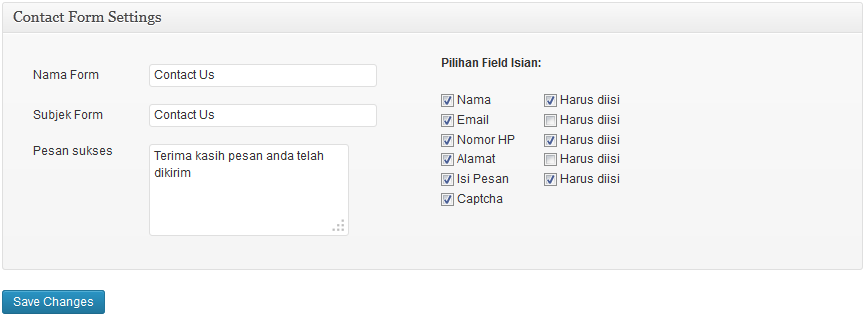 Contact Form Settings
Nama Form
Contact Us
Subjek Form
Contact Us
Pesan sukses
Terima kasih pesan anda telah
dikirim
Pilihan Field Isian:
Nama Harus diisi
Email Harus diisi
Nomor HP Harus diisi
Alamat Harus diisi
Isi Pesan Harus diisi
Captcha
Save Changes